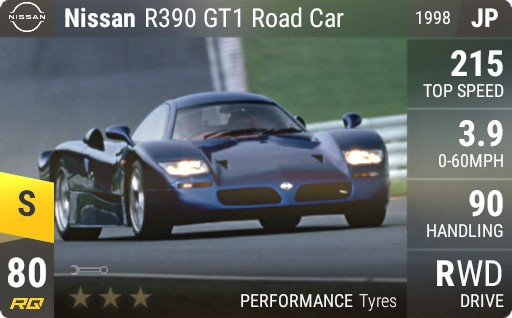 NISSAN
Nissan R390 GT1 Road Car 1998 JP
215
TOP SPEED
3.9
0-60MPH
90
HANDLING
RWD
DRIVE
S
80
RQ
PERFORMANCE Tyres